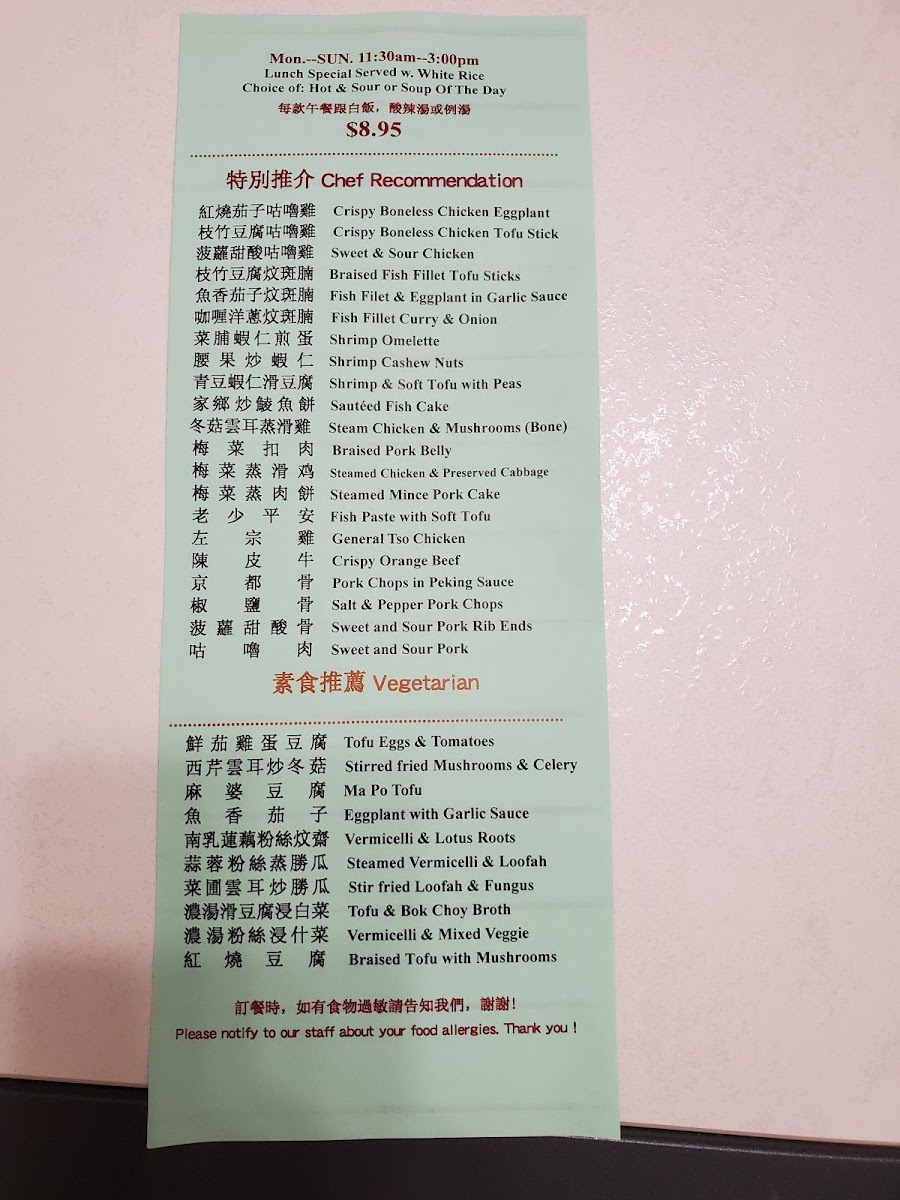 Mon.--SUN. 11:30am--3:00pm
Lunch Special Served w. White Rice
Choice of: Hot & Sour or Soup Of The Day
每款午餐跟白飯，酸辣湯或例湯
$8.95
特別推介 Chef Recommendation
紅燒茄子咕嚕雞 Crispy Boneless Chicken Eggplant
枝竹豆腐咕嚕雞 Crispy Boneless Chicken Tofu Stick
菠蘿甜酸咕嚕雞 Sweet & Sour Chicken
枝竹豆腐炆斑腩 Braised Fish Fillet Tofu Sticks
魚香茄子炆斑腩 Fish Filet & Eggplant in Garlic Sauce
咖喱洋蔥炆斑腩 Fish Fillet Curry & Onion
菜脯蝦仁煎蛋 Shrimp Omelette
腰果炒蝦仁 Shrimp Cashew Nuts
青豆蝦仁滑豆腐 Shrimp & Soft Tofu with Peas
家鄉炒鯪魚餅 Sautéed Fish Cake
冬菇雲耳蒸滑雞 Steam Chicken & Mushrooms (Bone)
梅菜扣肉 Braised Pork Belly
梅菜蒸滑鸡 Steamed Chicken & Preserved Cabbage
梅菜蒸肉餅 Steamed Mince Pork Cake
老少平安 Fish Paste with Soft Tofu
左宗雞 General Tso Chicken
陳皮牛 Crispy Orange Beef
京都骨 Pork Chops in Peking Sauce
椒鹽骨 Salt & Pepper Pork Chops
菠蘿甜酸骨 Sweet and Sour Pork Rib Ends
咕嚕肉 Sweet and Sour Pork
素食推薦 Vegetarian
鮮茄雞蛋豆腐 Tofu Eggs & Tomatoes
西芹雲耳炒冬菇 Stirred fried Mushrooms & Celery
麻婆豆腐 Ma Po Tofu
魚香茄子 Eggplant with Garlic Sauce
南乳蓮藕粉絲炆齋 Vermicelli & Lotus Roots
蒜蓉粉絲蒸勝瓜 Steamed Vermicelli & Loofah
菜圃雲耳炒勝瓜 Stir fried Loofah & Fungus
濃湯滑豆腐浸白菜 Tofu & Bok Choy Broth
濃湯粉絲浸什菜 Vermicelli & Mixed Veggie
紅燒豆腐 Braised Tofu with Mushrooms
訂餐時，如有食物過敏請告知我們，謝謝！
Please notify to our staff about your food allergies. Thank you !